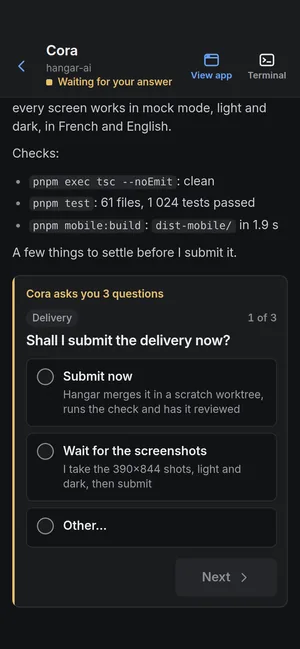 Cora
hangar-ai
Waiting for your answer
View app
Terminal
every screen works in mock mode, light and
dark, in French and English.
Checks:
• pnpm exec tsc --noEmit : clean
• pnpm test : 61 files, 1 024 tests passed
• pnpm mobile:build : dist-mobile/ in 1.9 s
A few things to settle before I submit it.
Cora asks you 3 questions
Delivery
1 of 3
Shall I submit the delivery now?
Submit now
Hangar merges it in a scratch worktree,
runs the check and has it reviewed
Wait for the screenshots
I take the 390×844 shots, light and
dark, then submit
Other...
Next